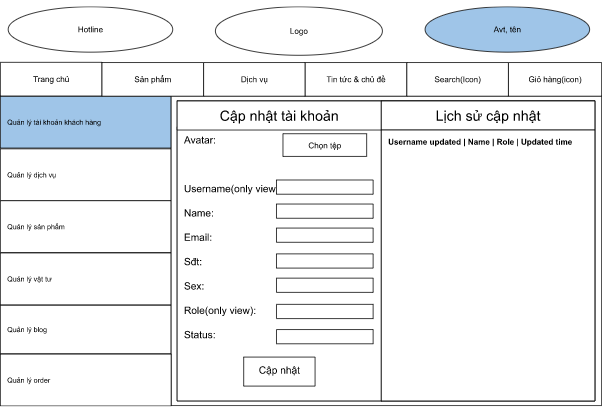 Hotline
Logo
Avt, tên
Trang chủ
Sản phẩm
Dịch vụ
Tin tức & chủ đề
Search(Icon)
Giỏ hàng(icon)
Quản lý tài khoản khách hàng
Quản lý dịch vụ
Quản lý sản phẩm
Quản lý vật tư
Quản lý blog
Quản lý order
Cập nhật tài khoản
Avatar:
Chọn tệp
Username(only view
Name:
Email:
Sđt:
Sex:
Role(only view):
Status:
Cập nhật
Lịch sử cập nhật
Username updated | Name | Role | Updated time